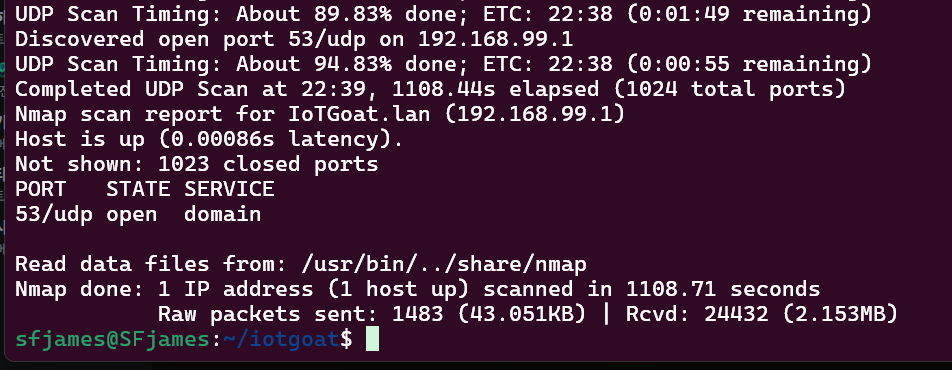 UDP Scan Timing: About 89.83% done; ETC: 22:38 (0:01:49 remaining)
Discovered open port 53/udp on 192.168.99.1
UDP Scan Timing: About 94.83% done; ETC: 22:38 (0:00:55 remaining)
Completed UDP Scan at 22:39, 1108.44s elapsed (1024 total ports)
Nmap scan report for IoTGoat.lan (192.168.99.1)
Host is up (0.00086s latency).
Not shown: 1023 closed ports
PORT   STATE SERVICE
53/udp open  domain
Read data files from: /usr/bin/../share/nmap
Nmap done: 1 IP address (1 host up) scanned in 1108.71 seconds
           Raw packets sent: 1483 (43.051KB) | Rcvd: 24432 (2.153MB)
sfjames@SFjames:~/iotgoat$